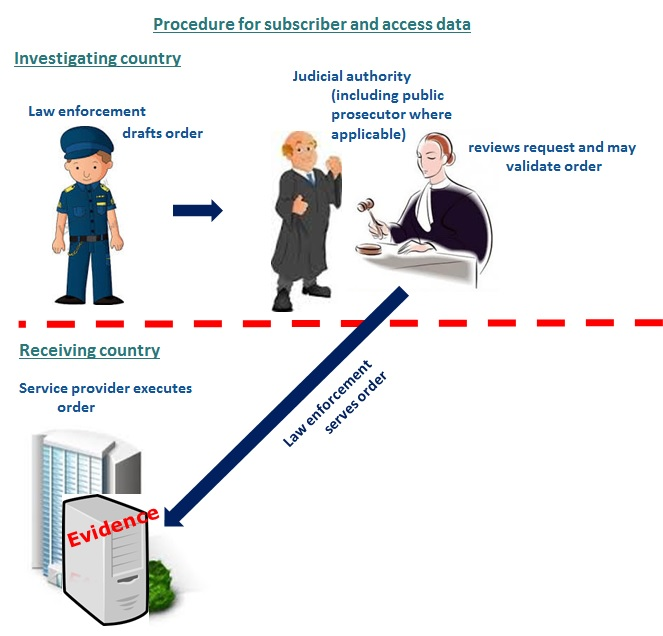 Procedure for subscriber and access data
Investigating country
Law enforcement
drafts order
Judicial authority
(including public
prosecutor where
applicable)
reviews request and may
validate order
Receiving country
Service provider executes
order
Law enforcement
serves order
Evidence